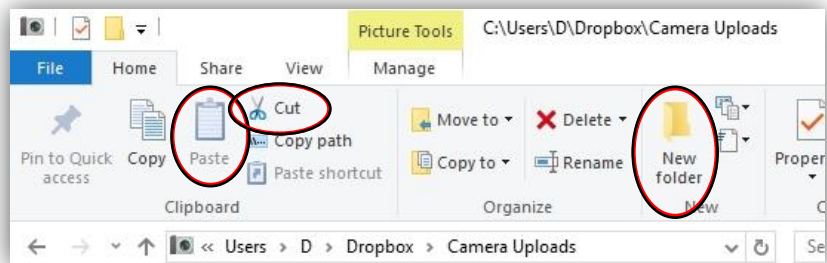 Picture Tools C:\Users\D\Dropbox\Camera Uploads
File Home Share View Manage
Pin to Quick access
Copy
Paste
Cut
Copy path
Paste shortcut
Clipboard
Move to
Copy to
Delete
Rename
Organize
New folder
New
Proper
Users > D > Dropbox > Camera Uploads
Se